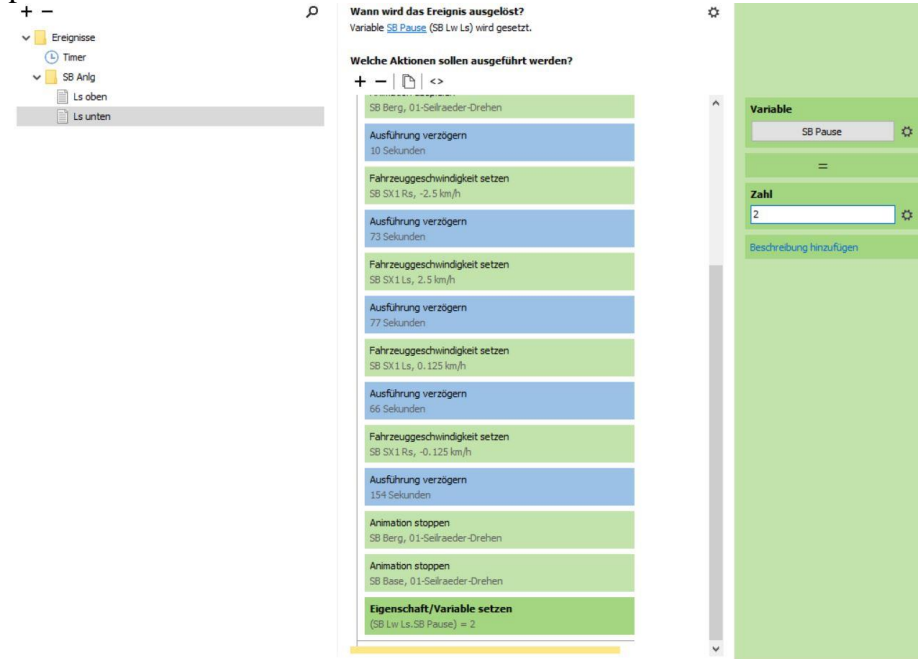 Ereignisse
Timer
SB Anlg
Ls oben
Ls unten
Wann wird das Ereignis ausgelöst?
Variable SB Pause (SB Lw Ls) wird gesetzt.
Welche Aktionen sollen ausgeführt werden?
SB Berg, 01-Seilraeder-Drehen
Ausführung verzögern
10 Sekunden
Fahrzeuggeschwindigkeit setzen
SB SX1 Rs, -2.5 km/h
Ausführung verzögern
73 Sekunden
Fahrzeuggeschwindigkeit setzen
SB SX1 Ls, 2.5 km/h
Ausführung verzögern
77 Sekunden
Fahrzeuggeschwindigkeit setzen
SB SX1 Ls, 0.125 km/h
Ausführung verzögern
66 Sekunden
Fahrzeuggeschwindigkeit setzen
SB SX1 Rs, -0.125 km/h
Ausführung verzögern
154 Sekunden
Animation stoppen
SB Berg, 01-Seilraeder-Drehen
Animation stoppen
SB Base, 01-Seilraeder-Drehen
Eigenschaft/Variable setzen
(SB Lw Ls.SB Pause) = 2
Variable
SB Pause
=
Zahl
2
Beschreibung hinzufügen